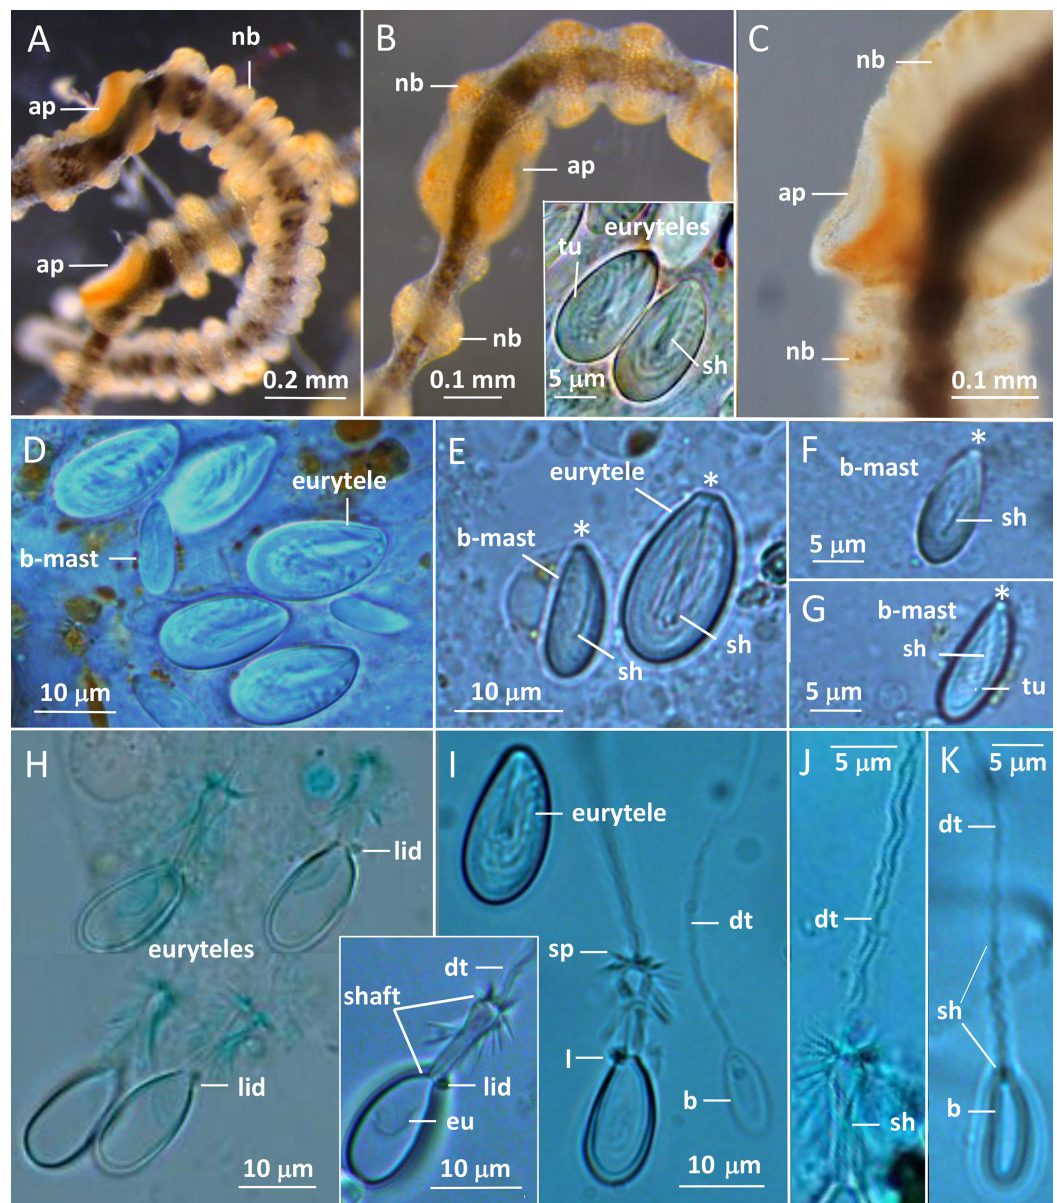 A
nb
ap
ap
0.2 mm
B
nb
ap
nb
0.1 mm
euryteles
tu
sh
5 μm
C
nb
ap
nb
0.1 mm
D
eurytele
b-mast
10 μm
E
eurytele
*
b-mast
*
sh
sh
10 μm
F
*
b-mast
sh
5 μm
G
*
b-mast
sh
tu
5 μm
H
lid
euryteles
lid
10 μm
dt
shaft
lid
eu
10 μm
I
eurytele
dt
sp
l
b
10 μm
J
5 μm
dt
sh
K
5 μm
dt
sh
b